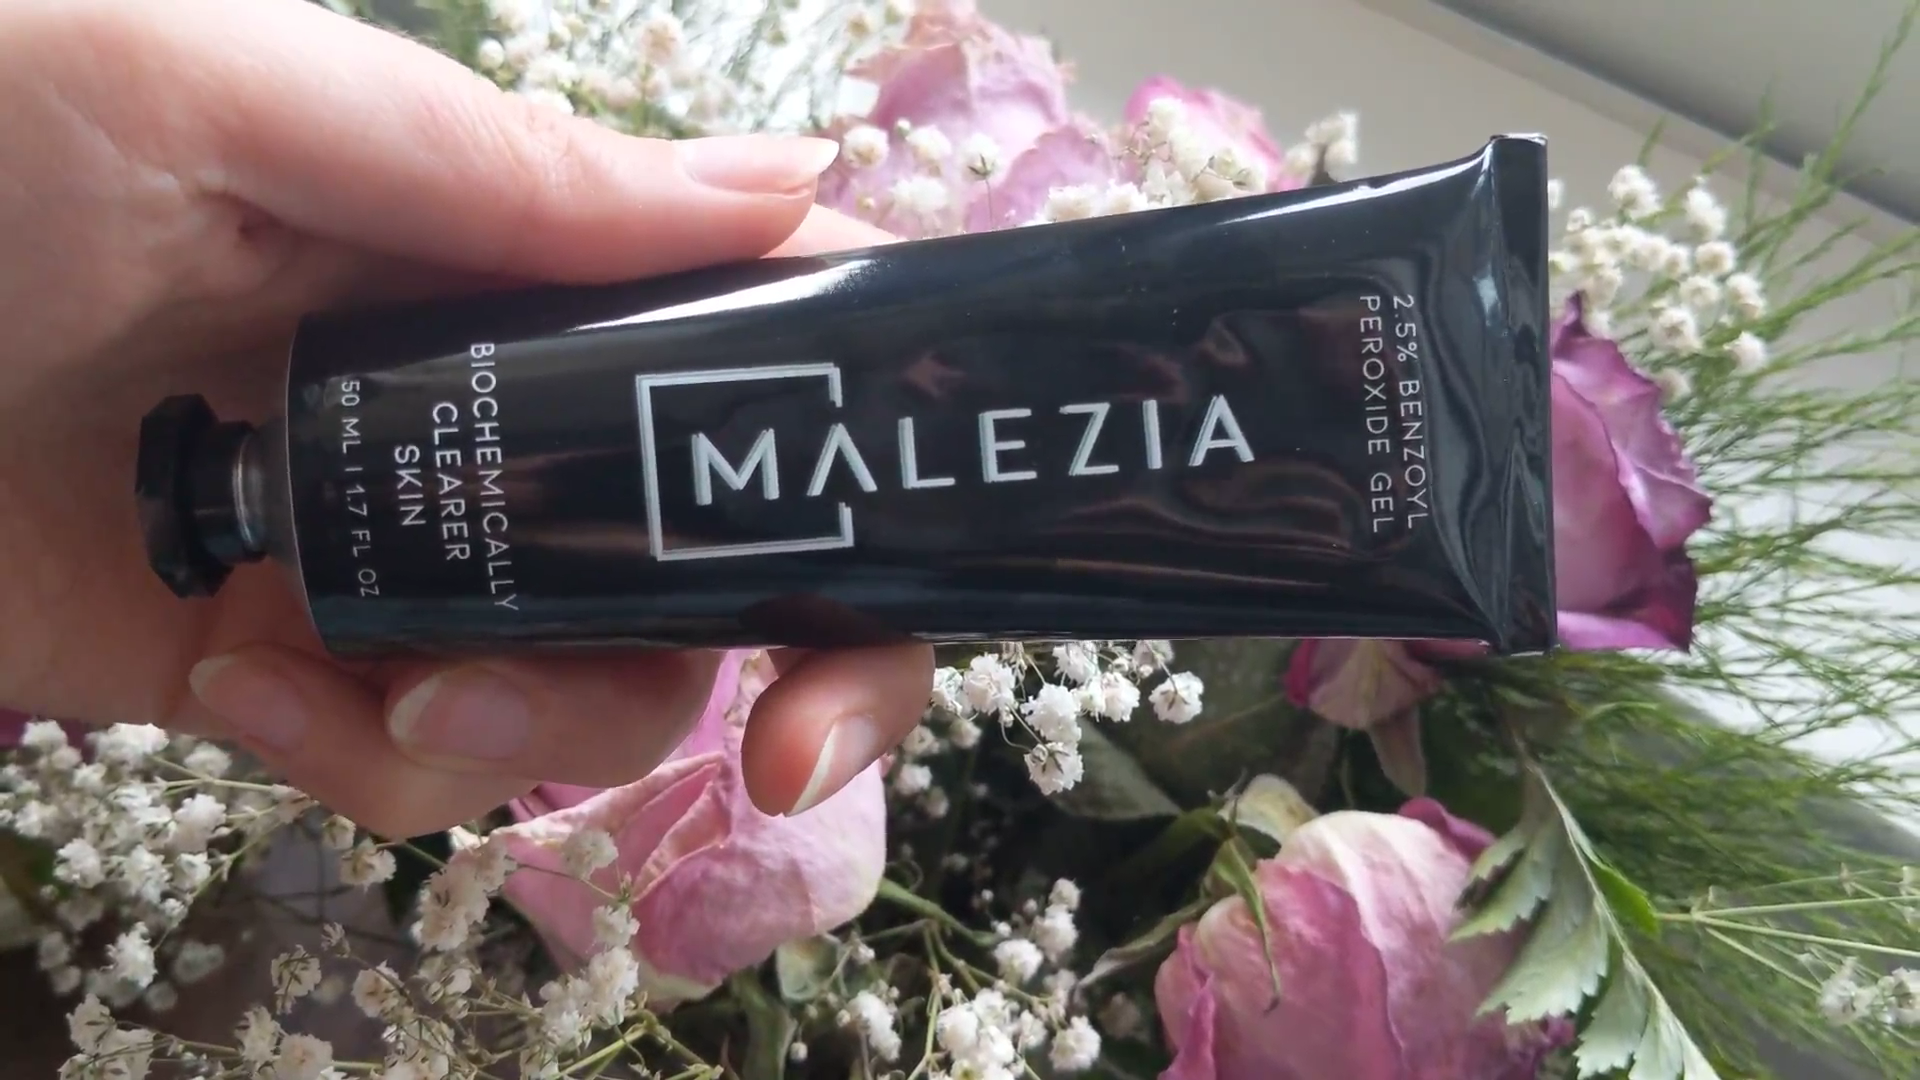 MALEZIA
2.5% BENZOYL
PEROXIDE GEL
BIOCHEMICALLY
CLEARER
SKIN
50 ML | 1.7 FL OZ